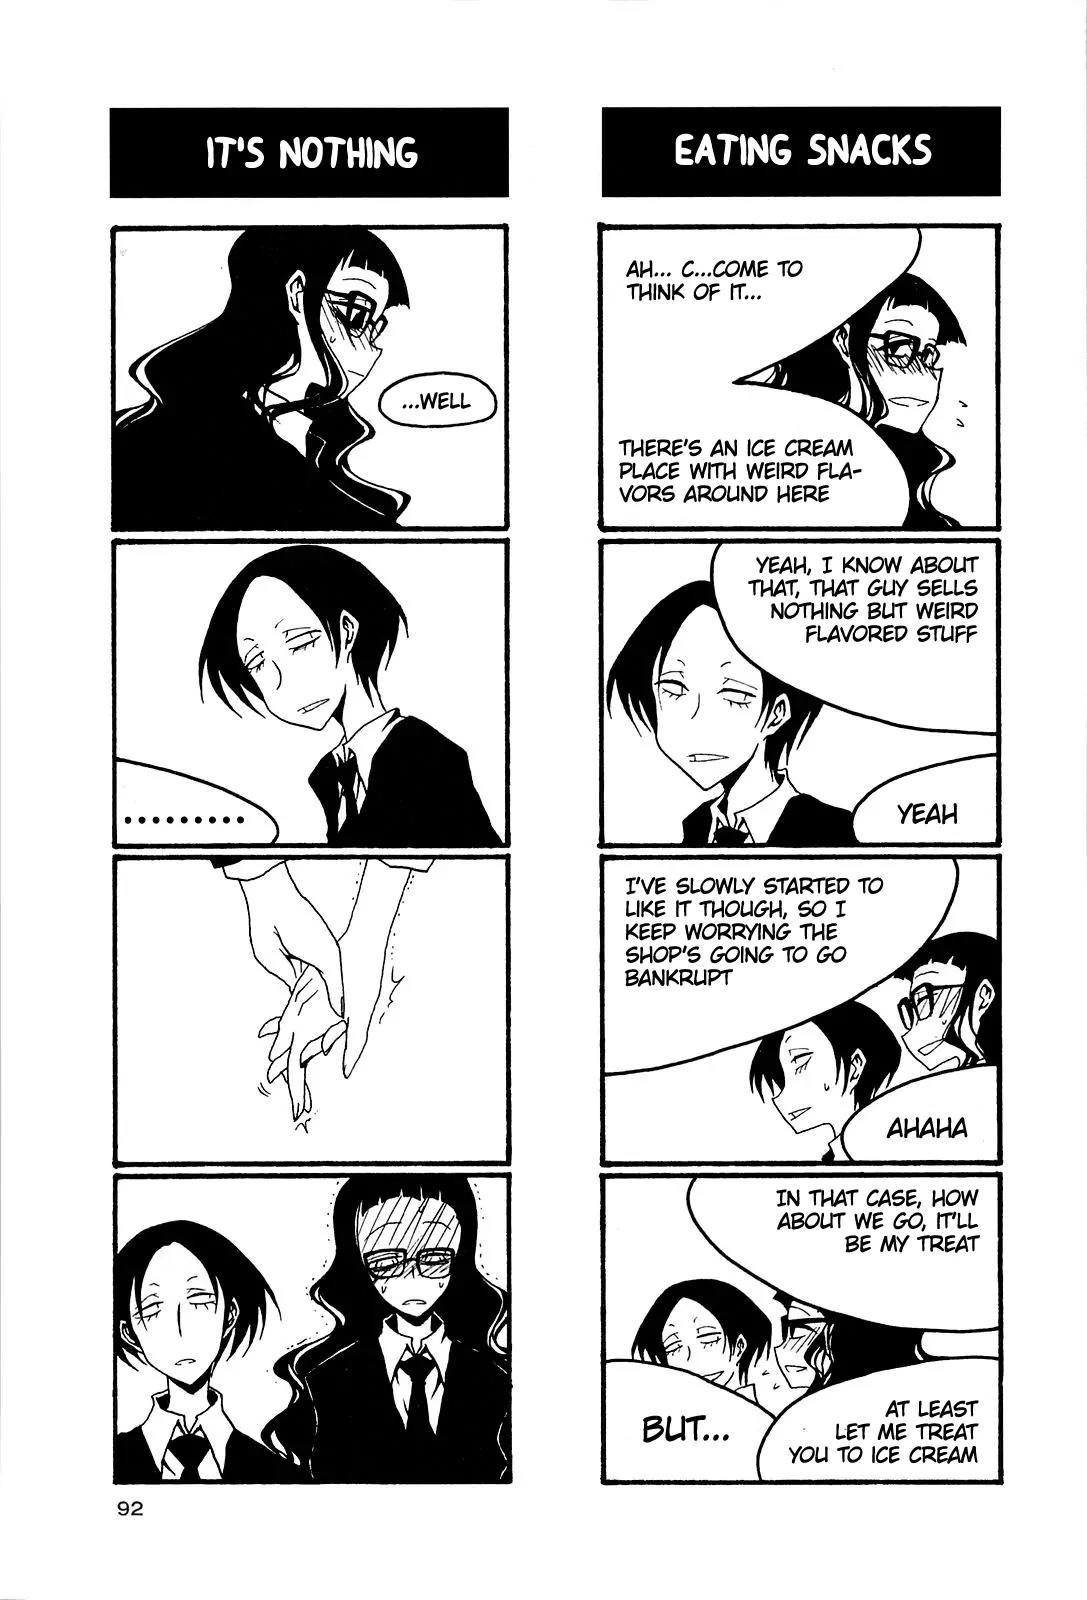 EATING SNACKS
AH... C...COME TO
THINK OF IT...
THERE'S AN ICE CREAM
PLACE WITH WEIRD FLA-
VORS AROUND HERE
YEAH, I KNOW ABOUT
THAT, THAT GUY SELLS
NOTHING BUT WEIRD
FLAVORED STUFF
YEAH
I'VE SLOWLY STARTED TO
LIKE IT THOUGH, SO I
KEEP WORRYING THE
SHOP'S GOING TO GO
BANKRUPT
AHAHA
IN THAT CASE, HOW
ABOUT WE GO, IT'LL
BE MY TREAT
BUT...
AT LEAST
LET ME TREAT
YOU TO ICE CREAM
IT'S NOTHING
...WELL
.........
92